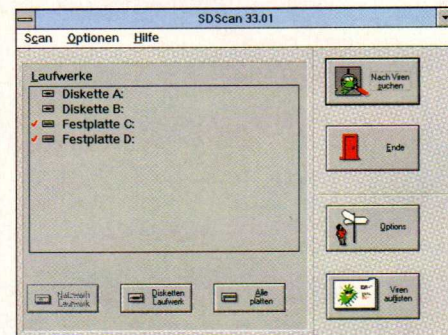 SDScan 33.01
Scan Optionen Hilfe
Laufwerke
Diskette A:
Diskette B:
Festplatte C:
Festplatte D:
Nach Viren
suchen
Ende
Options
Netzwerk
Laufwerk
Disketten
Laufwerk
Alle
platten
Viren
auflisten